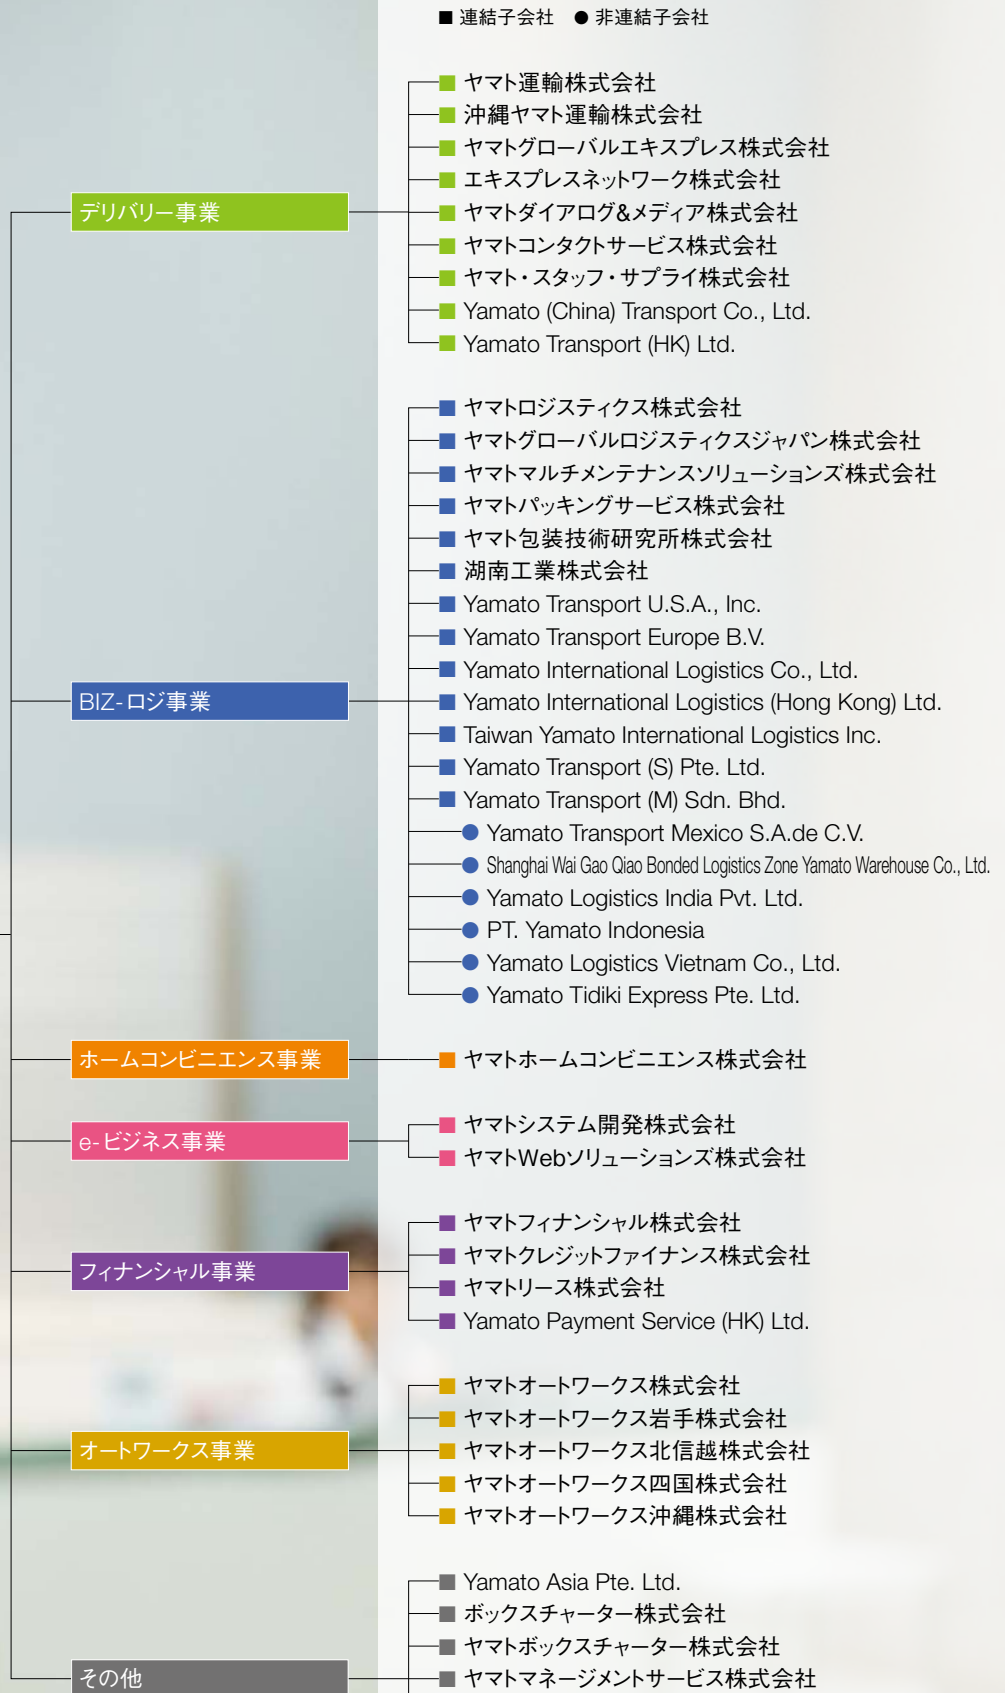 ■ 連結子会社 ● 非連結子会社
デリバリー事業
■ ヤマト運輸株式会社
■ 沖縄ヤマト運輸株式会社
■ ヤマトグローバルエキスプレス株式会社
■ エキスプレスネットワーク株式会社
■ ヤマトダイアログ&メディア株式会社
■ ヤマトコンタクトサービス株式会社
■ ヤマト・スタッフ・サプライ株式会社
■ Yamato (China) Transport Co., Ltd.
■ Yamato Transport (HK) Ltd.
BIZ-ロジ事業
■ ヤマトロジスティクス株式会社
■ ヤマトグローバルロジスティクスジャパン株式会社
■ ヤマトマルチメンテナンスソリューションズ株式会社
■ ヤマトパッキングサービス株式会社
■ ヤマト包装技術研究所株式会社
■ 湖南工業株式会社
■ Yamato Transport U.S.A., Inc.
■ Yamato Transport Europe B.V.
■ Yamato International Logistics Co., Ltd.
■ Yamato International Logistics (Hong Kong) Ltd.
■ Taiwan Yamato International Logistics Inc.
■ Yamato Transport (S) Pte. Ltd.
■ Yamato Transport (M) Sdn. Bhd.
● Yamato Transport Mexico S.A.de C.V.
● Shanghai Wai Gao Qiao Bonded Logistics Zone Yamato Warehouse Co., Ltd.
● Yamato Logistics India Pvt. Ltd.
● PT. Yamato Indonesia
● Yamato Logistics Vietnam Co., Ltd.
● Yamato Tidiki Express Pte. Ltd.
ホームコンビニエンス事業
■ ヤマトホームコンビニエンス株式会社
e-ビジネス事業
■ ヤマトシステム開発株式会社
■ ヤマトWebソリューションズ株式会社
フィナンシャル事業
■ ヤマトフィナンシャル株式会社
■ ヤマトクレジットファイナンス株式会社
■ ヤマトリース株式会社
■ Yamato Payment Service (HK) Ltd.
オートワークス事業
■ ヤマトオートワークス株式会社
■ ヤマトオートワークス岩手株式会社
■ ヤマトオートワークス北信越株式会社
■ ヤマトオートワークス四国株式会社
■ ヤマトオートワークス沖縄株式会社
その他
■ Yamato Asia Pte. Ltd.
■ ボックスチャーター株式会社
■ ヤマトボックスチャーター株式会社
■ ヤマトマネージメントサービス株式会社